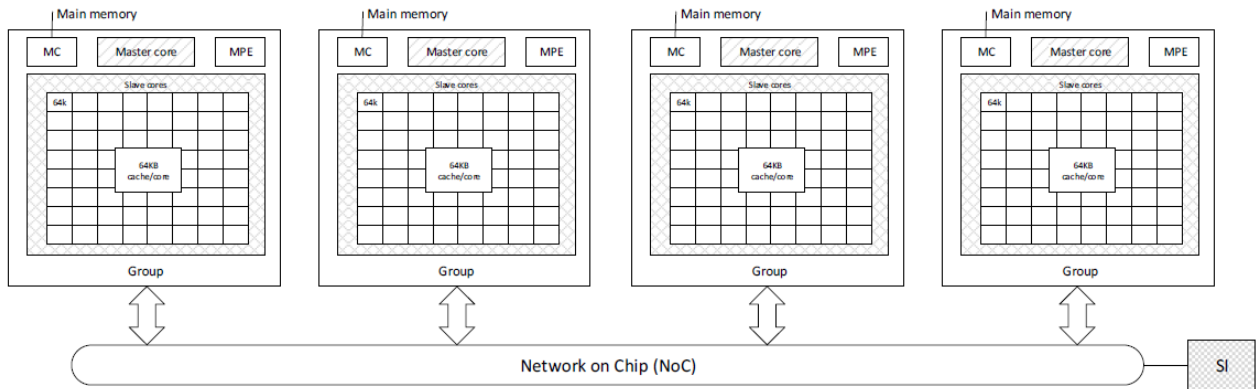 Main memory
MC Master core MPE
Slave cores
64k
64KB
cache/core
Group
Main memory
MC Master core MPE
Slave cores
64k
64KB
cache/core
Group
Main memory
MC Master core MPE
Slave cores
64k
64KB
cache/core
Group
Main memory
MC Master core MPE
Slave cores
64k
64KB
cache/core
Group
Network on Chip (NoC)
SI